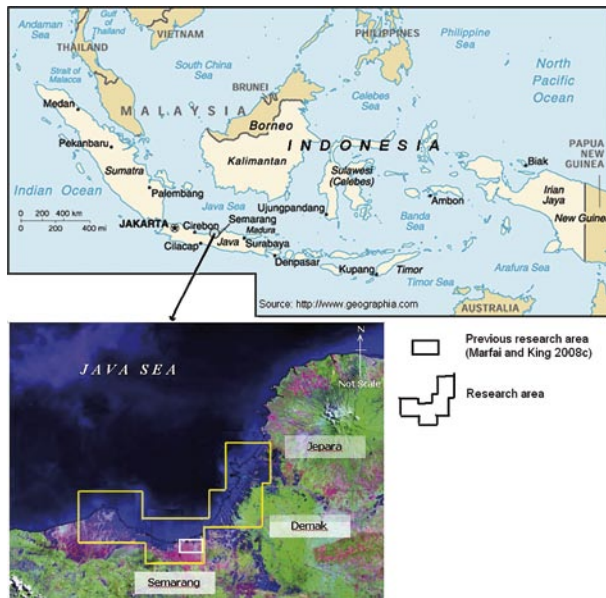 Andaman Sea
Gulf of Thailand
VIETNAM
THAILAND
PHILIPPINES
Philippine Sea
Strait of Malacca
South China Sea
North Pacific Ocean
BRUNEI
Celebes Sea
Medan
MALAYSIA
Borneo
INDONESIA
PAPUA NEW GUINEA
Pekanbaru
Kalimantan
Biak
Sumatra
Sulawesi (Celebes)
Irian Jaya
Indian Ocean
Palembang
Ambon
New Guinea
Java Sea
Ujungpandang
0 200 400 km
Semarang
Banda Sea
0 200 400 mi
JAKARTA
Cirebon
Madura
Cilacap
Java
Surabaya
Arafura Sea
Denpasar
Kupang
Timor
Timor Sea
Source: http://www.geographia.com
AUSTRALIA
N
JAVA SEA
Not Scale
Jepara
Demak
Semarang
Previous research area
(Marfai and King 2008c)
Research area